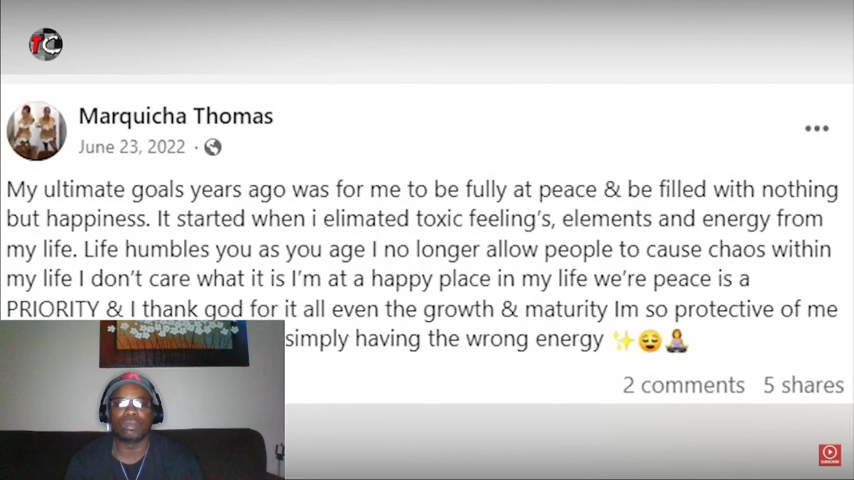 TC
Marquicha Thomas
June 23, 2022 ·
My ultimate goals years ago was for me to be fully at peace & be filled with nothing
but happiness. It started when i elimated toxic feeling's, elements and energy from
my life. Life humbles you as you age I no longer allow people to cause chaos within
my life I don't care what it is I'm at a happy place in my life we're peace is a
PRIORITY & I thank god for it all even the growth & maturity Im so protective of me
simply having the wrong energy ✨😌🧘‍♀️
2 comments 5 shares
SUBSCRIBE